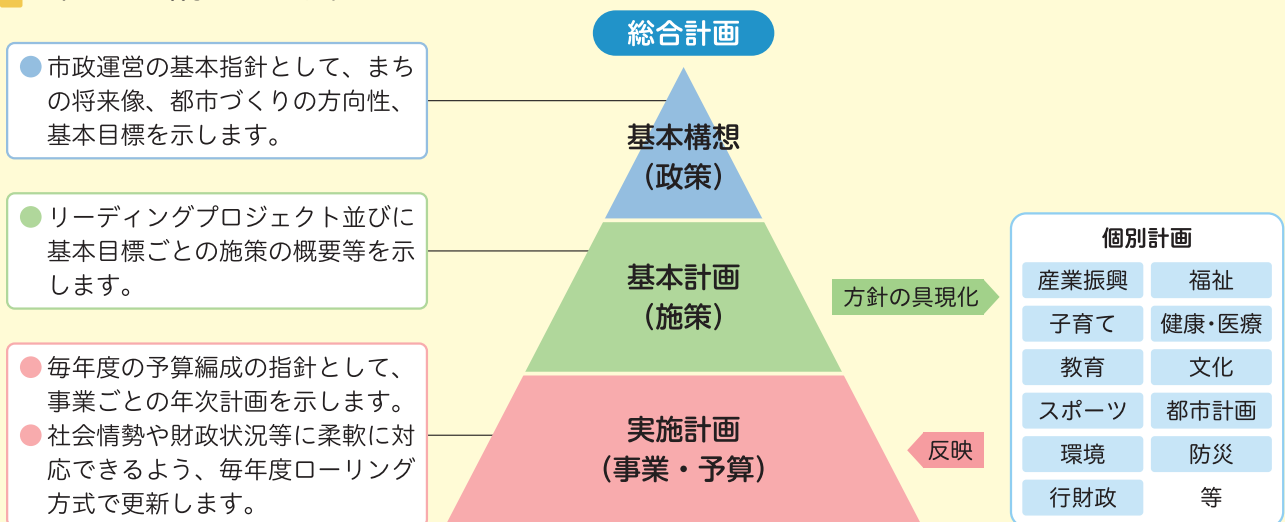 総合計画
●市政運営の基本指針として、まち
の将来像、都市づくりの方向性、
基本目標を示します。
基本構想
（政策）
●リーディングプロジェクト並びに
基本目標ごとの施策の概要等を示
します。
基本計画
（施策）
●毎年度の予算編成の指針として、
事業ごとの年次計画を示します。
●社会情勢や財政状況等に柔軟に対
応できるよう、毎年度ローリング
方式で更新します。
実施計画
（事業・予算）
方針の具現化
反映
個別計画
産業振興 福祉
子育て 健康・医療
教育 文化
スポーツ 都市計画
環境 防災
行財政 等